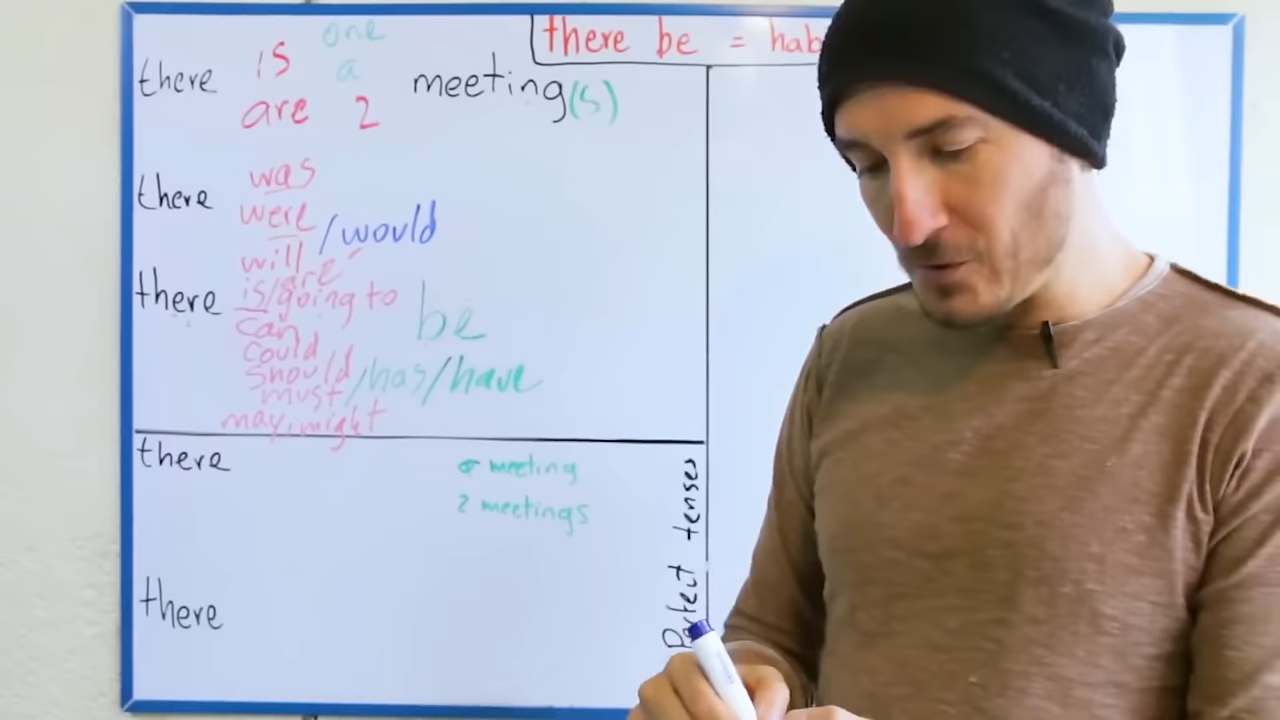 there be = hab
one
there is a meeting(s)
are 2
was
there were
will /would
are
there is/going to be
can
could
should /has/have
must
may, might
there
a meeting
2 meetings
there
Perfect tenses